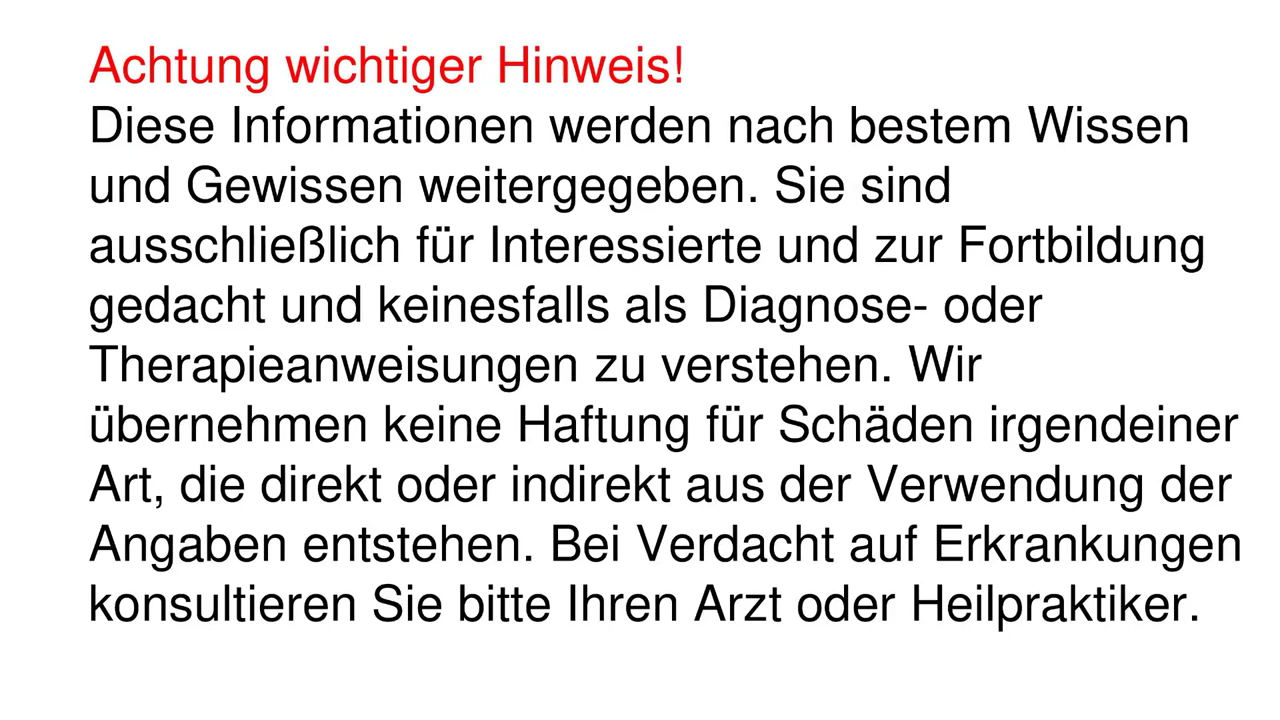 Achtung wichtiger Hinweis!
Diese Informationen werden nach bestem Wissen
und Gewissen weitergegeben. Sie sind
ausschließlich für Interessierte und zur Fortbildung
gedacht und keinesfalls als Diagnose- oder
Therapieanweisungen zu verstehen. Wir
übernehmen keine Haftung für Schäden irgendeiner
Art, die direkt oder indirekt aus der Verwendung der
Angaben entstehen. Bei Verdacht auf Erkrankungen
konsultieren Sie bitte Ihren Arzt oder Heilpraktiker.